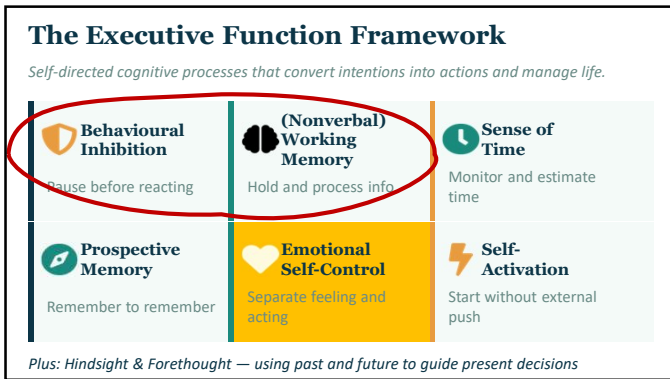 The Executive Function Framework
Self-directed cognitive processes that convert intentions into actions and manage life.
Behavioural
Inhibition
Pause before reacting
(Nonverbal)
Working
Memory
Hold and process info
Sense of
Time
Monitor and estimate
time
Prospective
Memory
Remember to remember
Emotional
Self-Control
Separate feeling and
acting
Self-
Activation
Start without external
push
Plus: Hindsight & Forethought — using past and future to guide present decisions